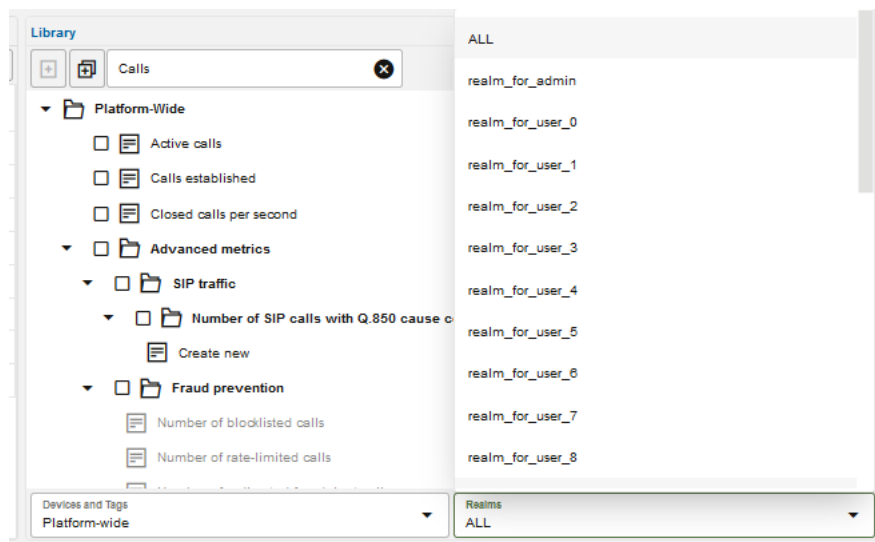 Library
Calls
Platform-Wide
Active calls
Calls established
Closed calls per second
Advanced metrics
SIP traffic
Number of SIP calls with Q.850 cause
Create new
Fraud prevention
Number of blocklisted calls
Number of rate-limited calls
Devices and Tags
Platform-wide
ALL
realm_for_admin
realm_for_user_0
realm_for_user_1
realm_for_user_2
realm_for_user_3
realm_for_user_4
realm_for_user_5
realm_for_user_6
realm_for_user_7
realm_for_user_8
Realms
ALL